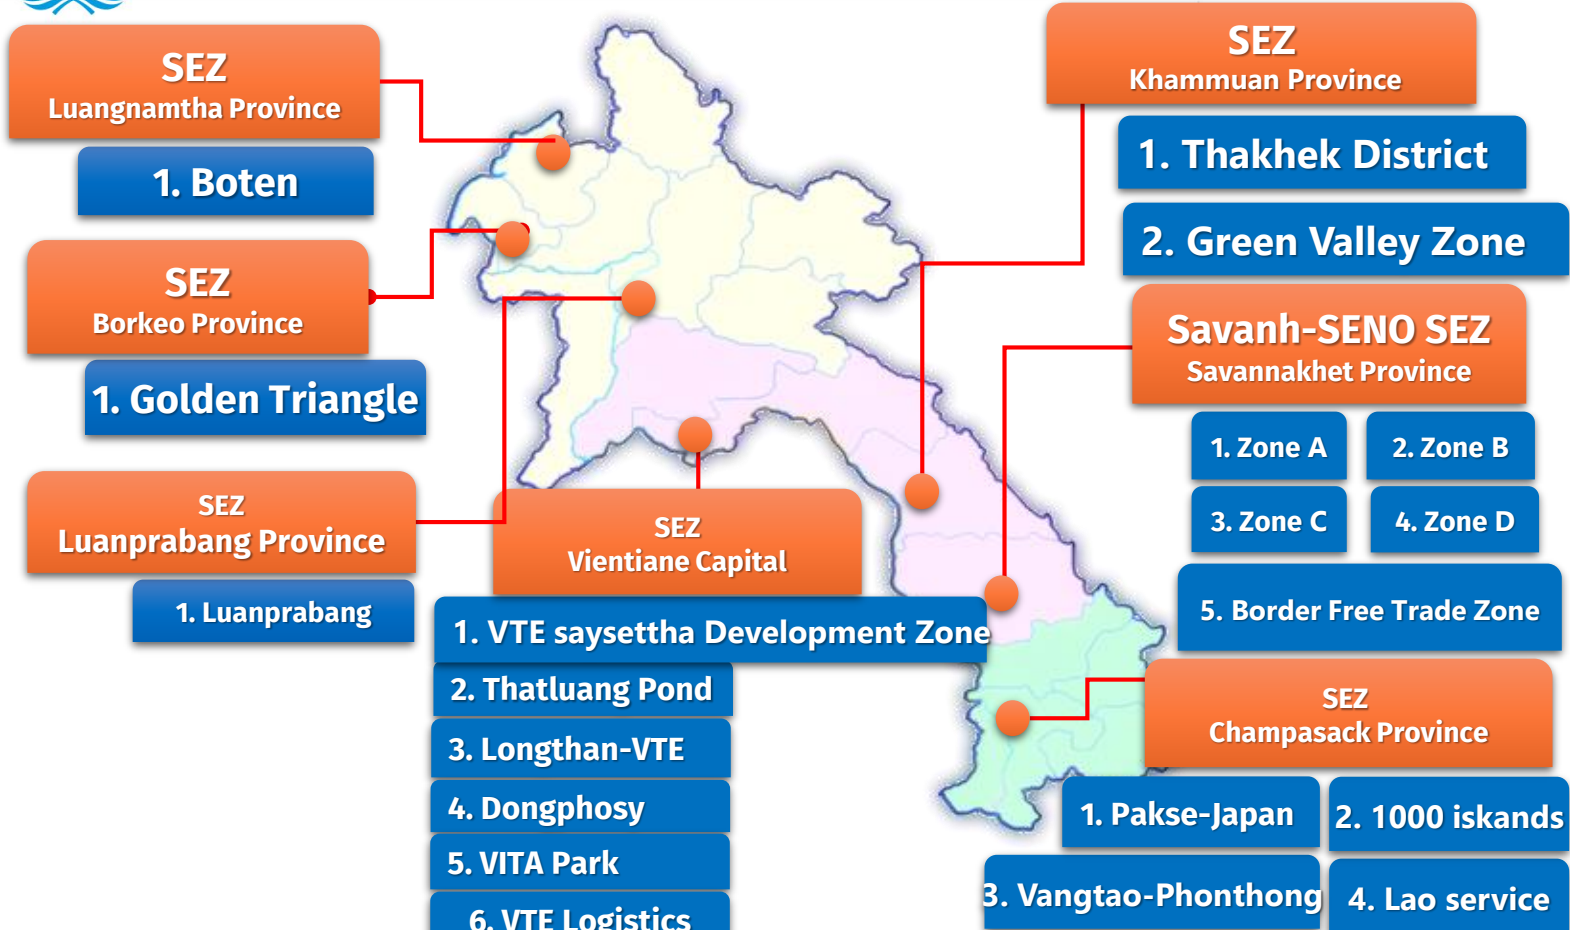 SEZ
Luangnamtha Province
1. Boten
SEZ
Borkeo Province
1. Golden Triangle
SEZ
Luanprabang Province
1. Luanprabang
SEZ
Vientiane Capital
1. VTE saysettha Development Zone
2. Thatluang Pond
3. Longthan-VTE
4. Dongphosy
5. VITA Park
6. VTE Logistics
SEZ
Khammuan Province
1. Thakhek District
2. Green Valley Zone
Savanh-SENO SEZ
Savannakhet Province
1. Zone A
2. Zone B
3. Zone C
4. Zone D
5. Border Free Trade Zone
SEZ
Champasack Province
1. Pakse-Japan
2. 1000 iskands
3. Vangtao-Phonthong
4. Lao service